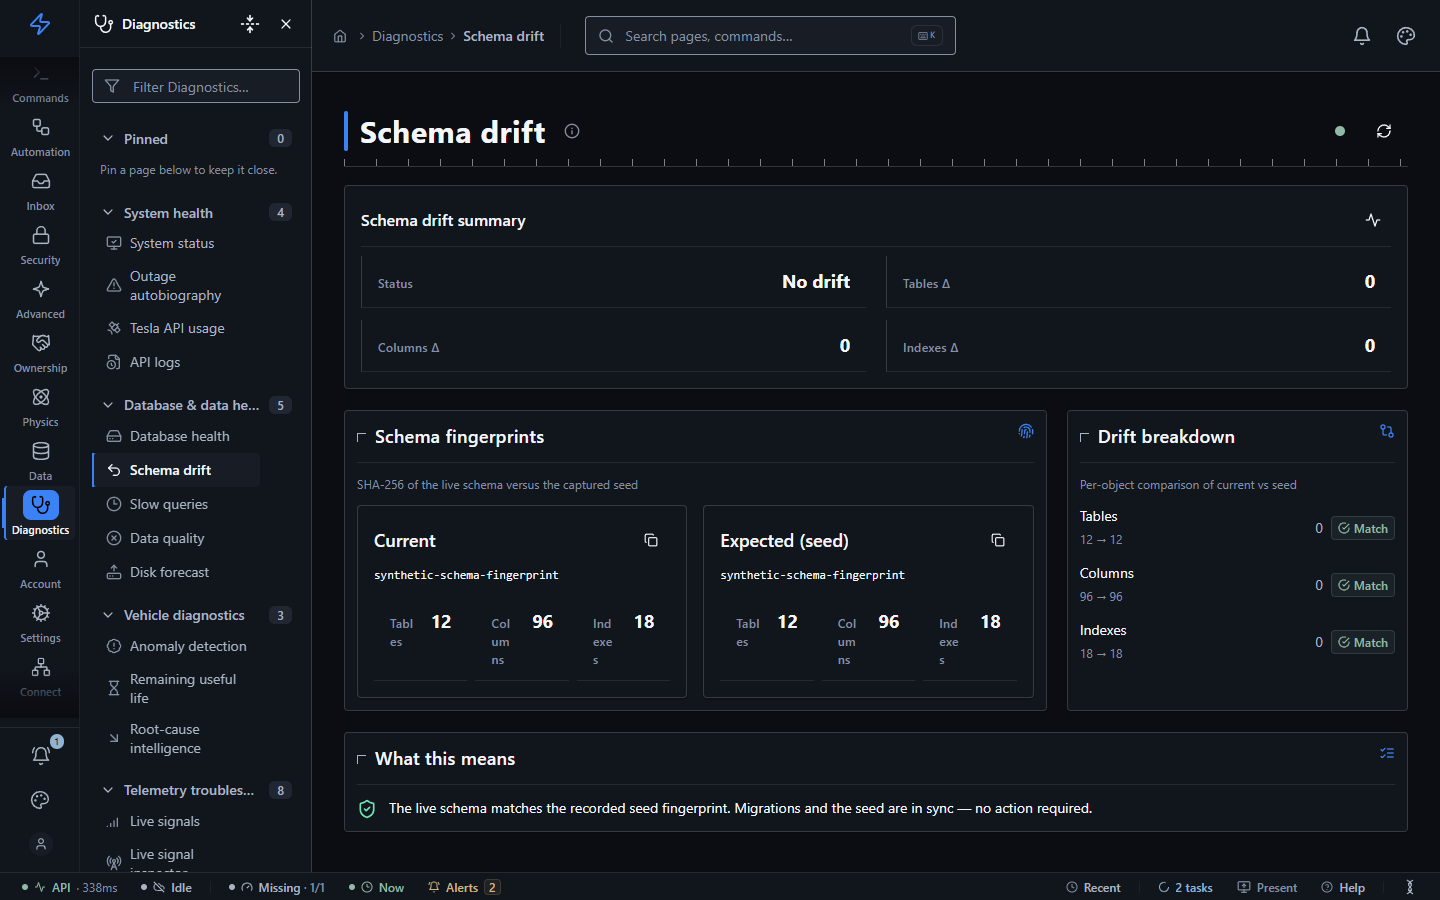 Diagnostics
Commands
Automation
Inbox
Security
Advanced
Ownership
Physics
Data
Diagnostics
Account
Settings
Connect
1
Filter Diagnostics...
Pinned 0
Pin a page below to keep it close.
System health 4
System status
Outage
autobiography
Tesla API usage
API logs
Database & data he... 5
Database health
Schema drift
Slow queries
Data quality
Disk forecast
Vehicle diagnostics 3
Anomaly detection
Remaining useful
life
Root-cause
intelligence
Telemetry troubles... 8
Live signals
Live signal
Diagnostics Schema drift
Search pages, commands... K
Schema drift
Schema drift summary
Status No drift
Tables Δ 0
Columns Δ 0
Indexes Δ 0
Schema fingerprints
SHA-256 of the live schema versus the captured seed
Current
synthetic-schema-fingerprint
Tabl
es
12
Col
um
ns
96
Ind
exe
s
18
Expected (seed)
synthetic-schema-fingerprint
Tabl
es
12
Col
um
ns
96
Ind
exe
s
18
Drift breakdown
Per-object comparison of current vs seed
Tables
12 → 12
0 Match
Columns
96 → 96
0 Match
Indexes
18 → 18
0 Match
What this means
The live schema matches the recorded seed fingerprint. Migrations and the seed are in sync — no action required.
API · 338ms Idle Missing · 1/1 Now Alerts 2 Recent 2 tasks Present Help